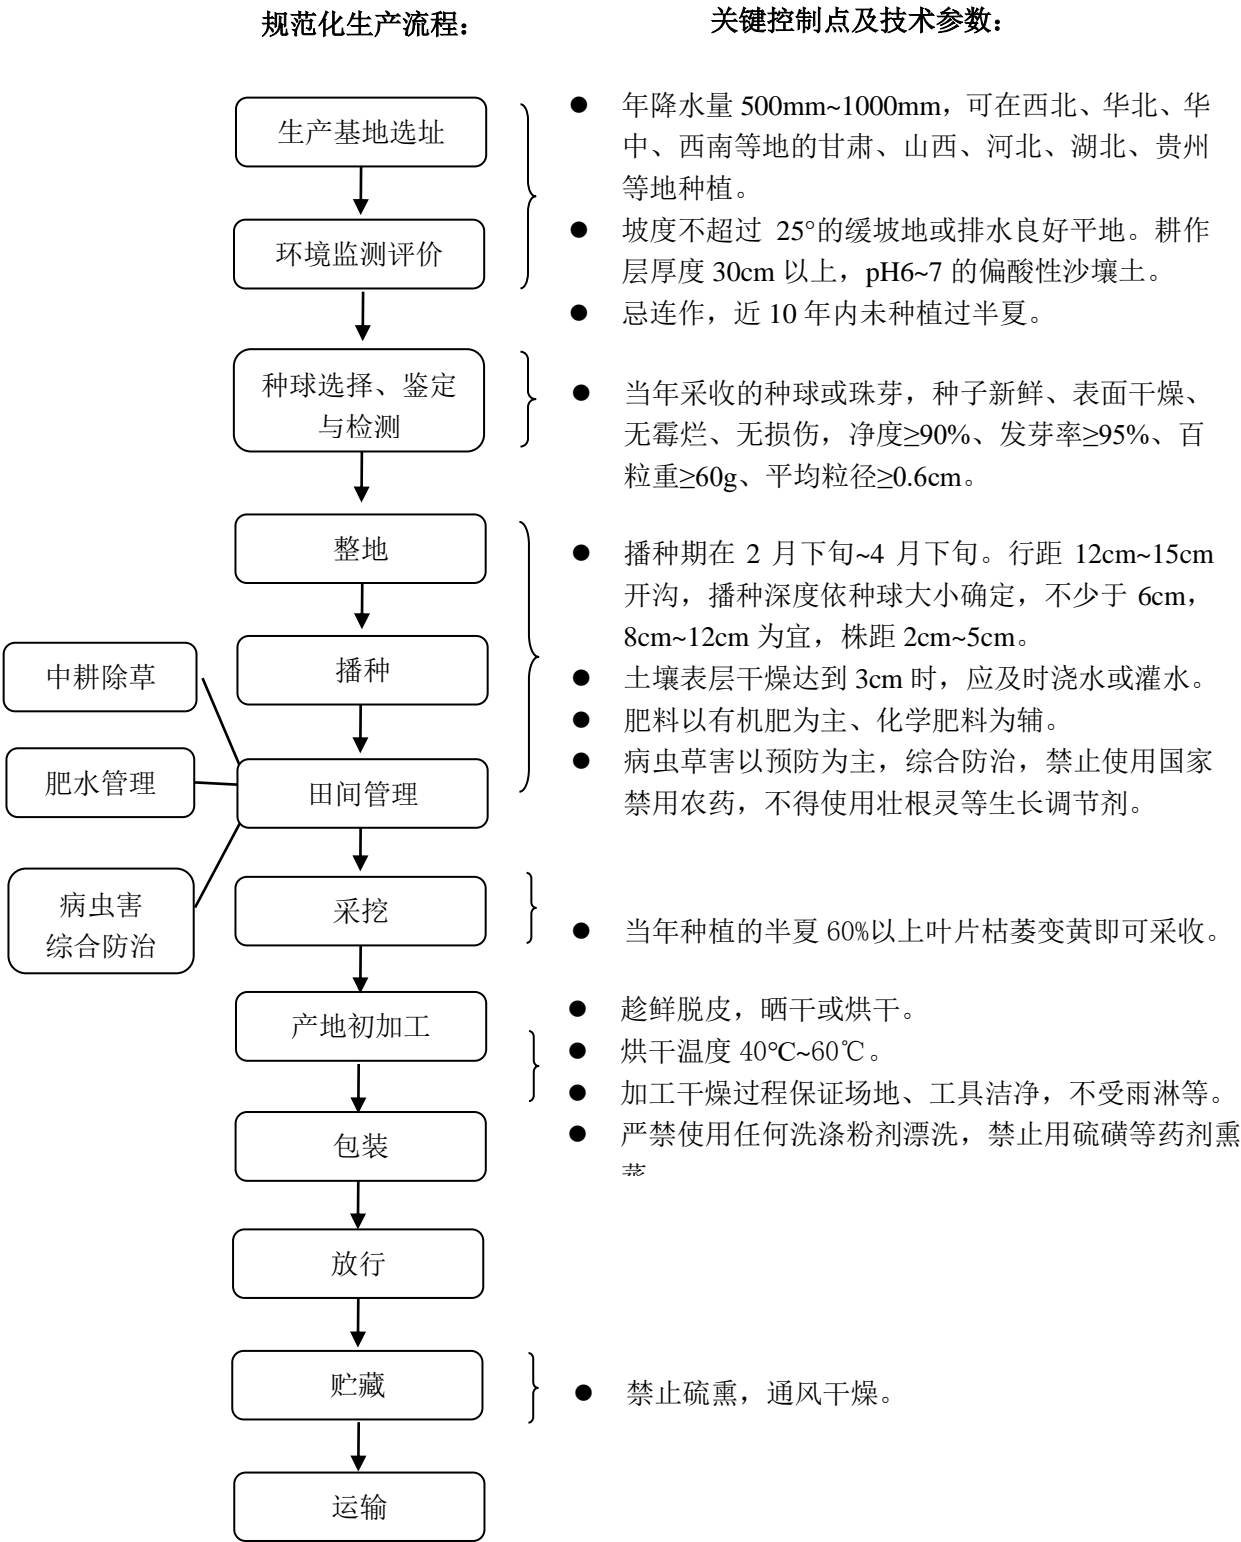 规范化生产流程：
关键控制点及技术参数：
生产基地选址
环境监测评价
种球选择、鉴定
与检测
整地
播种
中耕除草
肥水管理
田间管理
病虫害
综合防治
采挖
产地初加工
包装
放行
贮藏
运输
● 年降水量 500mm~1000mm，可在西北、华北、华
中、西南等地的甘肃、山西、河北、湖北、贵州
等地种植。
● 坡度不超过 25°的缓坡地或排水良好平地。耕作
层厚度 30cm 以上，pH6~7 的偏酸性沙壤土。
● 忌连作，近 10 年内未种植过半夏。
● 当年采收的种球或珠芽，种子新鲜、表面干燥、
无霉烂、无损伤，净度≥90%、发芽率≥95%、百
粒重≥60g、平均粒径≥0.6cm。
● 播种期在 2 月下旬~4 月下旬。行距 12cm~15cm
开沟，播种深度依种球大小确定，不少于 6cm，
8cm~12cm 为宜，株距 2cm~5cm。
● 土壤表层干燥达到 3cm 时，应及时浇水或灌水。
● 肥料以有机肥为主、化学肥料为辅。
● 病虫草害以预防为主，综合防治，禁止使用国家
禁用农药，不得使用壮根灵等生长调节剂。
● 当年种植的半夏 60%以上叶片枯萎变黄即可采收。
● 趁鲜脱皮，晒干或烘干。
● 烘干温度 40℃~60℃。
● 加工干燥过程保证场地、工具洁净，不受雨淋等。
● 严禁使用任何洗涤粉剂漂洗，禁止用硫磺等药剂熏
● 禁止硫熏，通风干燥。